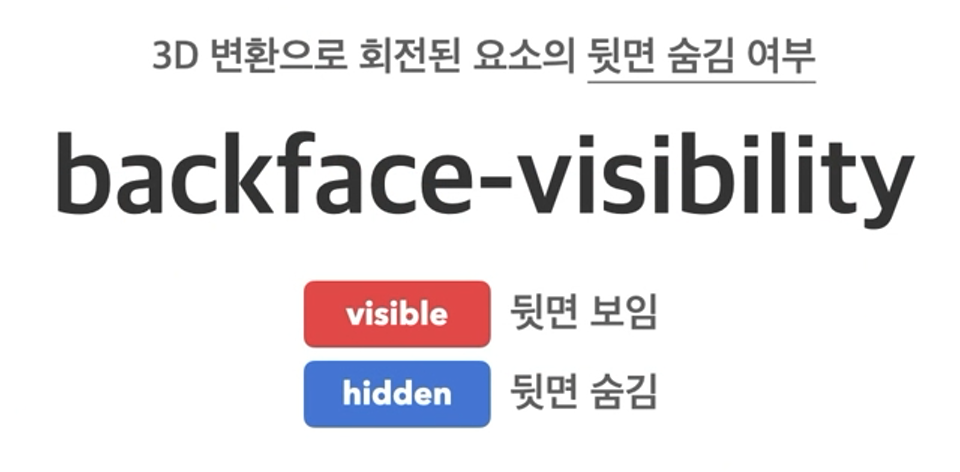 3D 변환으로 회전된 요소의 뒷면 숨김 여부
backface-visibility
visible 뒷면 보임
hidden 뒷면 숨김